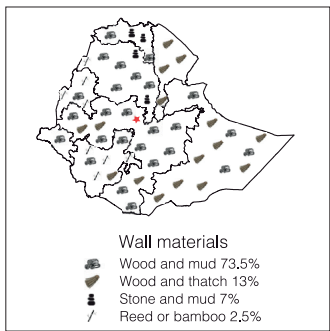 Wall materials
Wood and mud 73.5%
Wood and thatch 13%
Stone and mud 7%
Reed or bamboo 2.5%